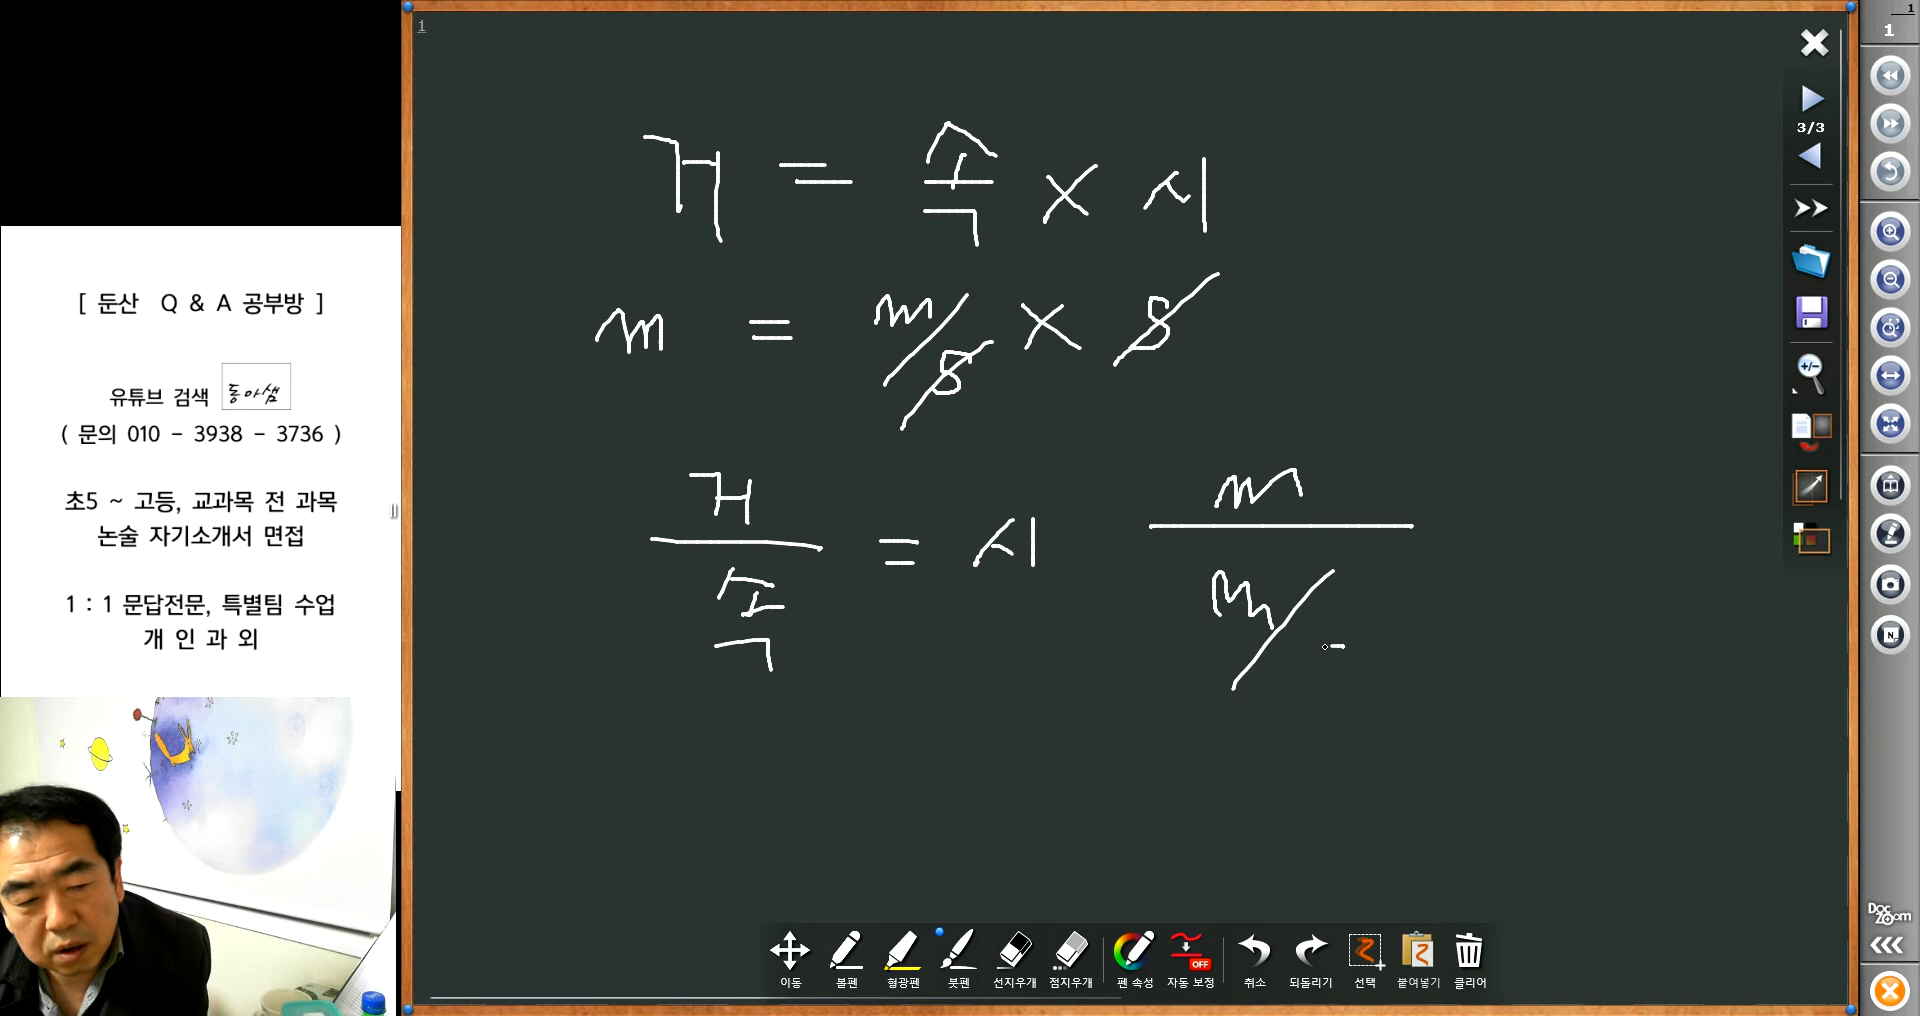 [ 둔산 Q & A 공부방 ]
유튜브 검색 동아샘
( 문의 010 - 3938 - 3736 )
초5 ~ 고등, 교과목 전 과목
논술 자기소개서 면접
1 : 1 문답전문, 특별팀 수업
개 인 과 외
1
거 = 속 × 시
m = m/s × s
거 / 속 = 시
m / m/
1
1
3/3
+/-
N
Doc Zoom
이동 볼펜 형광펜 붓펜 선지우개 점지우개 펜 속성 OFF 자동 보정 취소 되돌리기 선택 붙여넣기 클리어